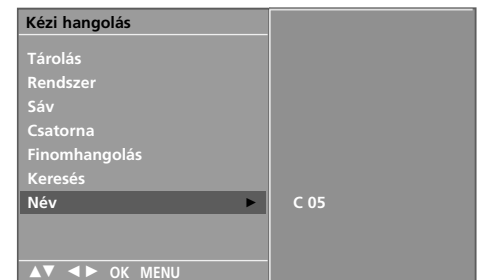 Kézi hangolás
Tárolás
Rendszer
Sáv
Csatorna
Finomhangolás
Keresés
Név ► C 05
▲▼ ◄► OK MENU